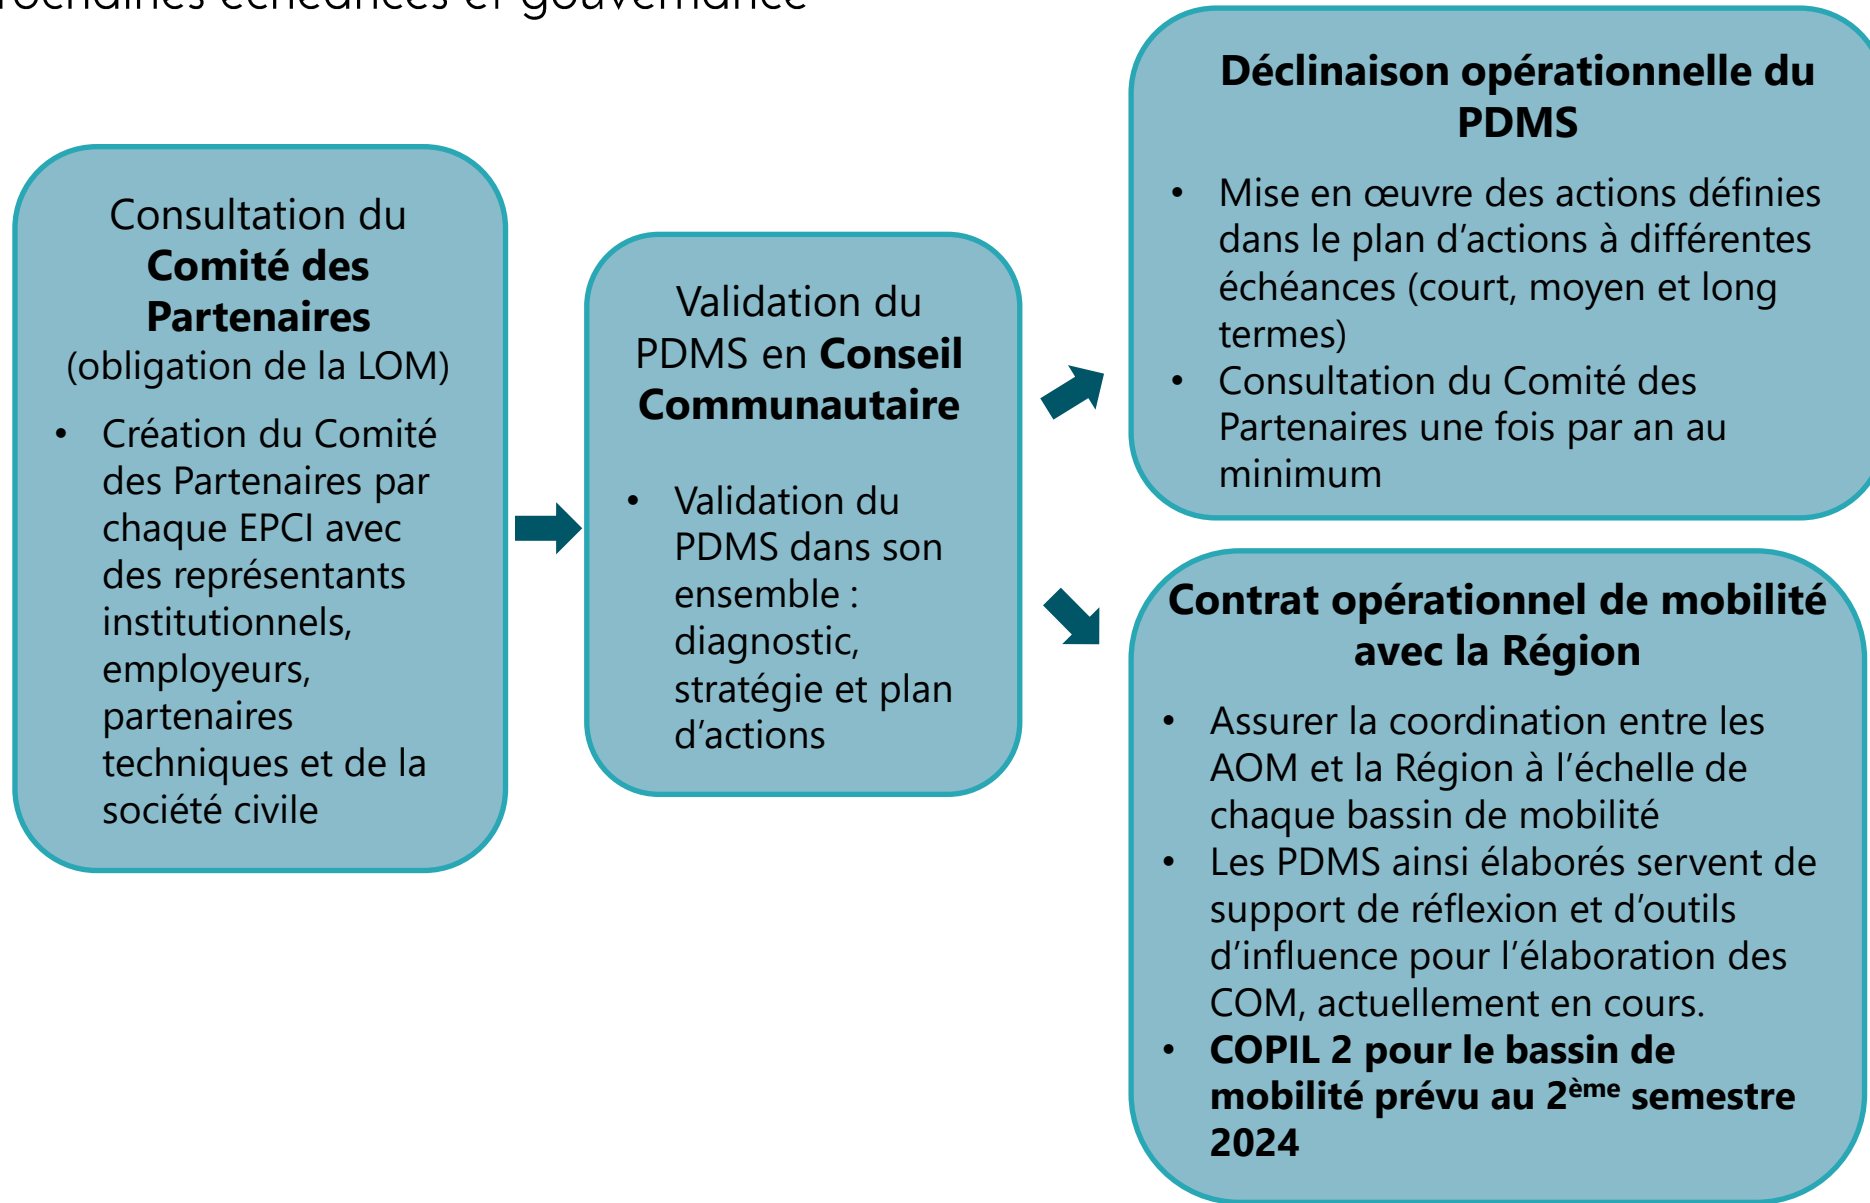 rochaines échéances et gouvernance
Consultation du
Comité des
Partenaires
(obligation de la LOM)
• Création du Comité
des Partenaires par
chaque EPCI avec
des représentants
institutionnels,
employeurs,
partenaires
techniques et de la
société civile
Validation du
PDMS en Conseil
Communautaire
• Validation du
PDMS dans son
ensemble :
diagnostic,
stratégie et plan
d’actions
Déclinaison opérationnelle du
PDMS
• Mise en œuvre des actions définies
dans le plan d’actions à différentes
échéances (court, moyen et long
termes)
• Consultation du Comité des
Partenaires une fois par an au
minimum
Contrat opérationnel de mobilité
avec la Région
• Assurer la coordination entre les
AOM et la Région à l’échelle de
chaque bassin de mobilité
• Les PDMS ainsi élaborés servent de
support de réflexion et d’outils
d’influence pour l’élaboration des
COM, actuellement en cours.
• COPIL 2 pour le bassin de
mobilité prévu au 2ème semestre
2024